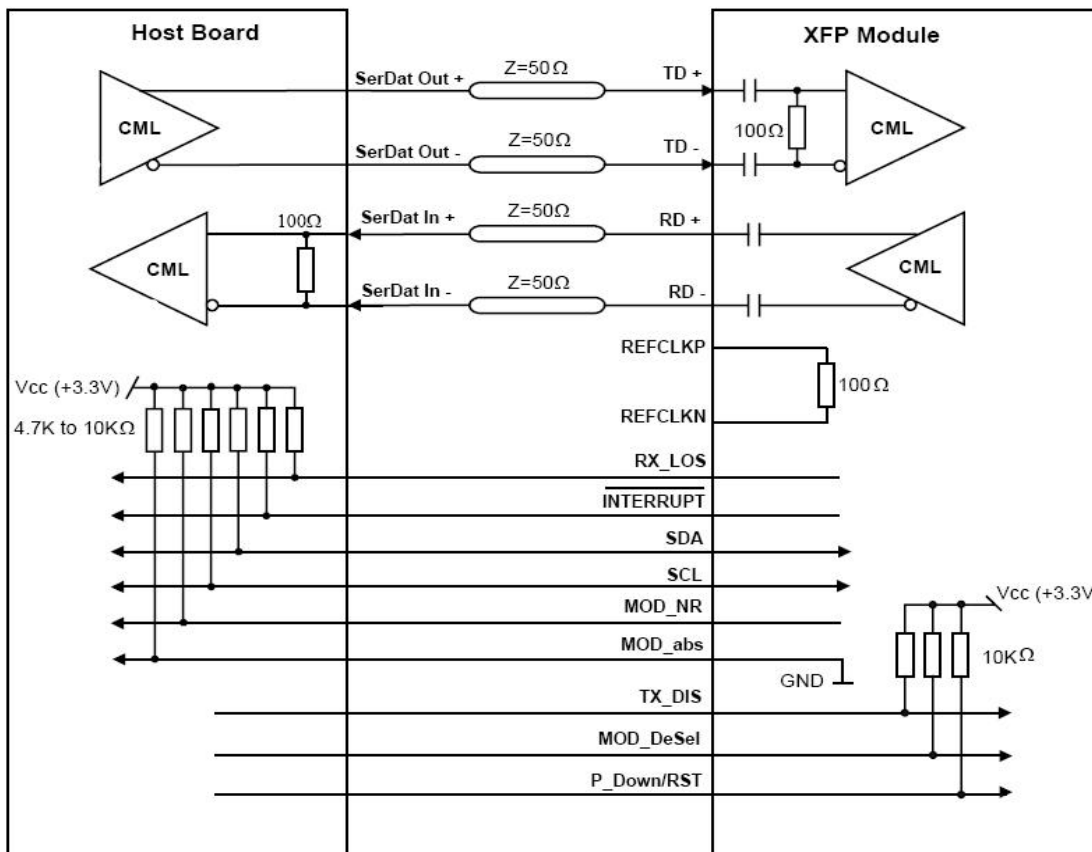 Host Board
XFP Module
SerDat Out +
Z=50Ω
TD +
CML
100Ω
CML
SerDat Out -
Z=50Ω
TD -
100Ω
SerDat In +
Z=50Ω
RD +
CML
CML
SerDat In -
Z=50Ω
RD -
REFCLKP
100Ω
REFCLKN
Vcc (+3.3V)
4.7K to 10KΩ
RX_LOS
INTERRUPT
SDA
SCL
MOD_NR
Vcc (+3.3V
MOD_abs
10KΩ
GND
TX_DIS
MOD_DeSel
P_Down/RST